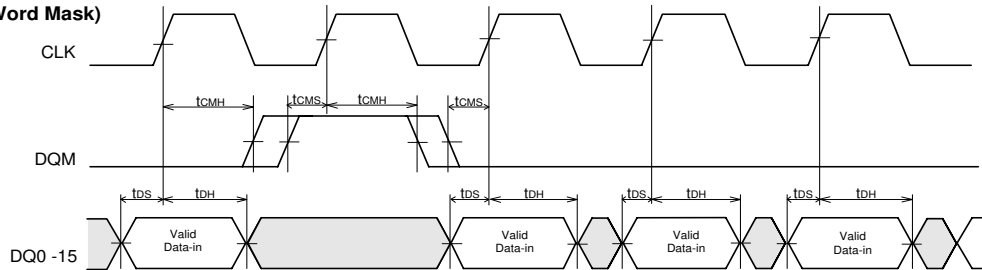 Word Mask)
CLK
tCMH tCMS tCMH tCMS
DQM
tDS tDH tDS tDH tDS tDH tDS tDH
DQ0 -15
Valid Data-in Valid Data-in Valid Data-in Valid Data-in